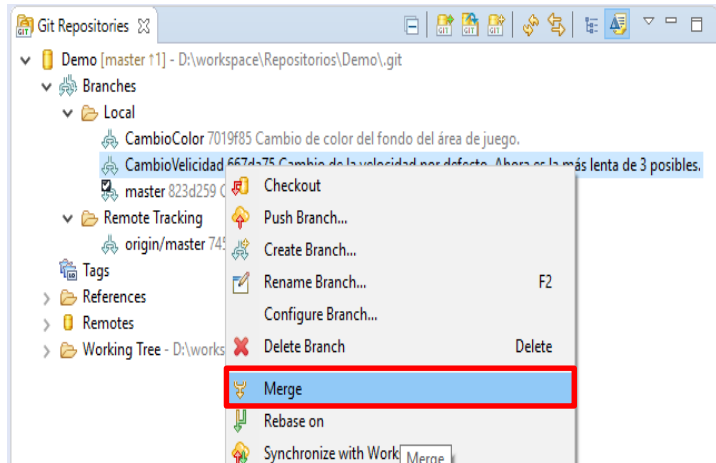 Git Repositories
Demo [master ↑1] - D:\workspace\Repositorios\Demo\.git
Branches
Local
CambioColor 7019f85 Cambio de color del fondo del área de juego.
CambioVelicidad 667da75 Cambio de la velocidad por defecto. Ahora es la más lenta de 3 posibles.
master 823d259
Remote Tracking
origin/master 745
Tags
References
Remotes
Working Tree - D:\works
Checkout
Push Branch...
Create Branch...
Rename Branch... F2
Configure Branch...
Delete Branch Delete
Merge
Rebase on
Synchronize with Work
Merge